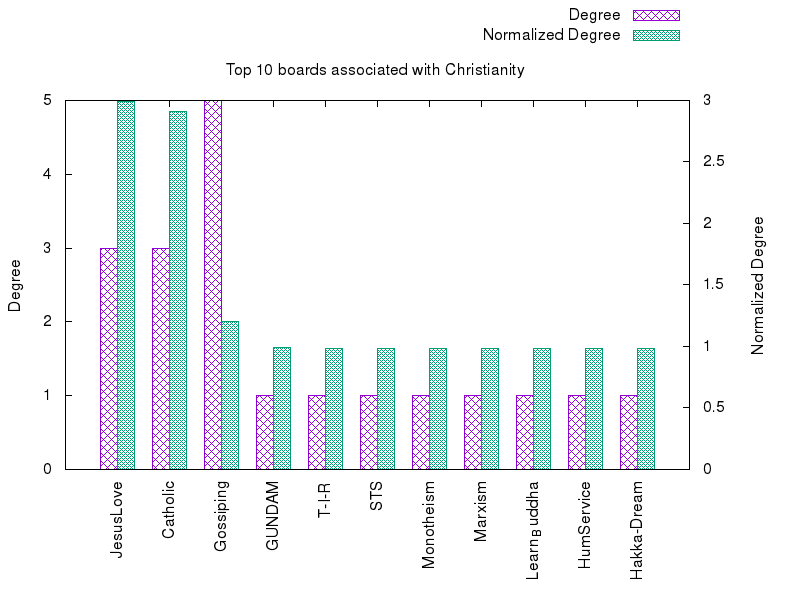 Degree
Normalized Degree
Top 10 boards associated with Christianity
5
4
3
2
1
0
3
2.5
2
1.5
1
0.5
0
Degree
Normalized Degree
JesusLove
Catholic
Gossiping
GUNDAM
T-I-R
STS
Monotheism
Marxism
LearnBuddha
HumService
Hakka-Dream